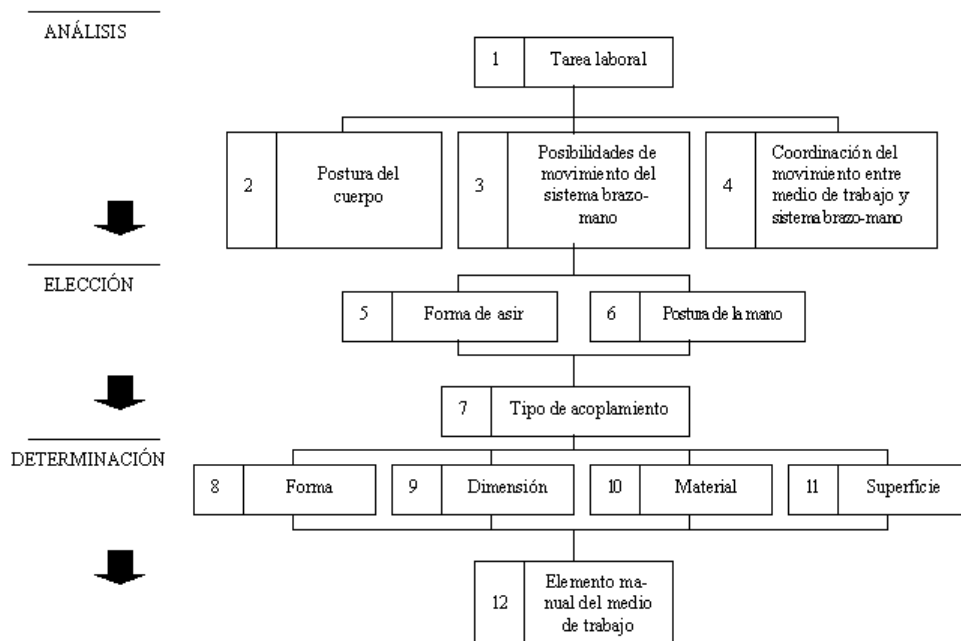 ANÁLISIS
1 Tarea laboral
2 Postura del
cuerpo
3 Posibilidades de
movimiento del
sistema brazo-
mano
4 Coordinación del
movimiento entre
medio de trabajo y
sistema brazo-mano
ELECCIÓN
5 Forma de asir
6 Postura de la mano
7 Tipo de acoplamiento
DETERMINACIÓN
8 Forma
9 Dimensión
10 Material
11 Superficie
12 Elemento ma-
nual del medio
de trabajo